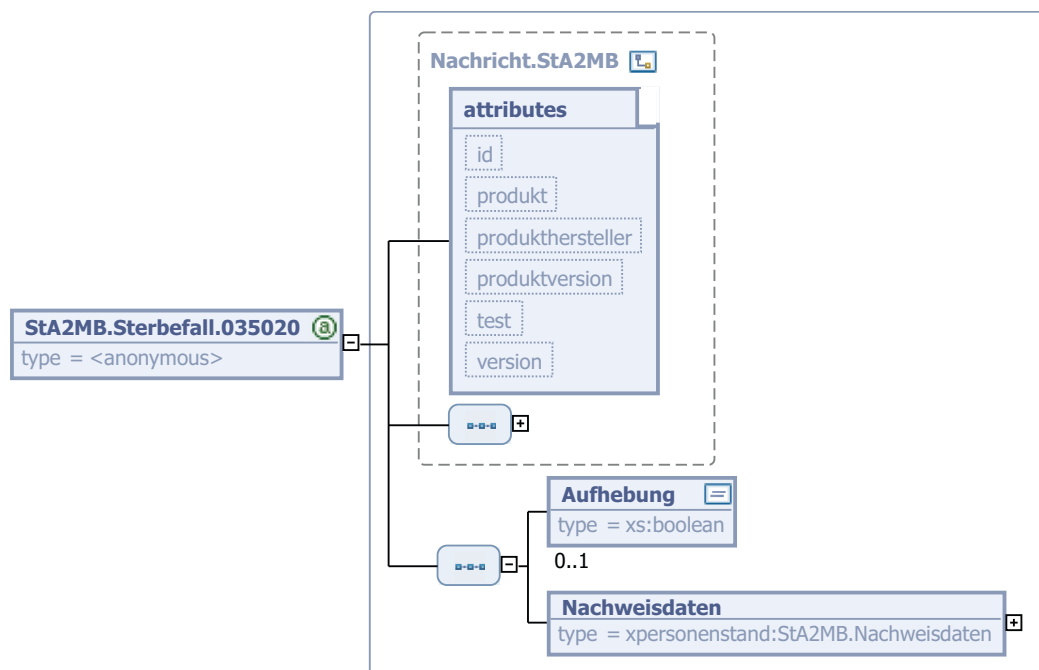 Nachricht.StA2MB
attributes
id
produkt
produkthersteller
produktversion
test
version
StA2MB.Sterbefall.035020 a
type = <anonymous>
Aufhebung
type = xs:boolean
0..1
Nachweisdaten
type = xpersonenstand:StA2MB.Nachweisdaten